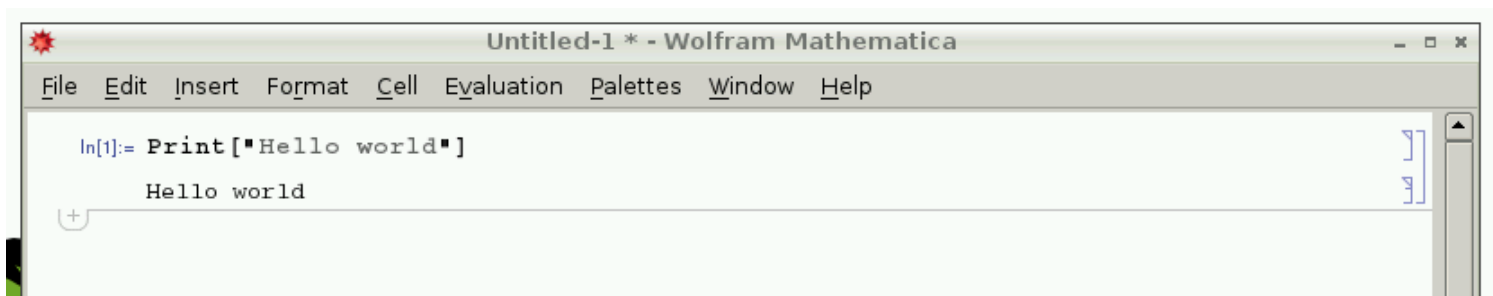 Untitled-1 * - Wolfram Mathematica
File Edit Insert Format Cell Evaluation Palettes Window Help
In[1]:= Print["Hello world"]
Hello world